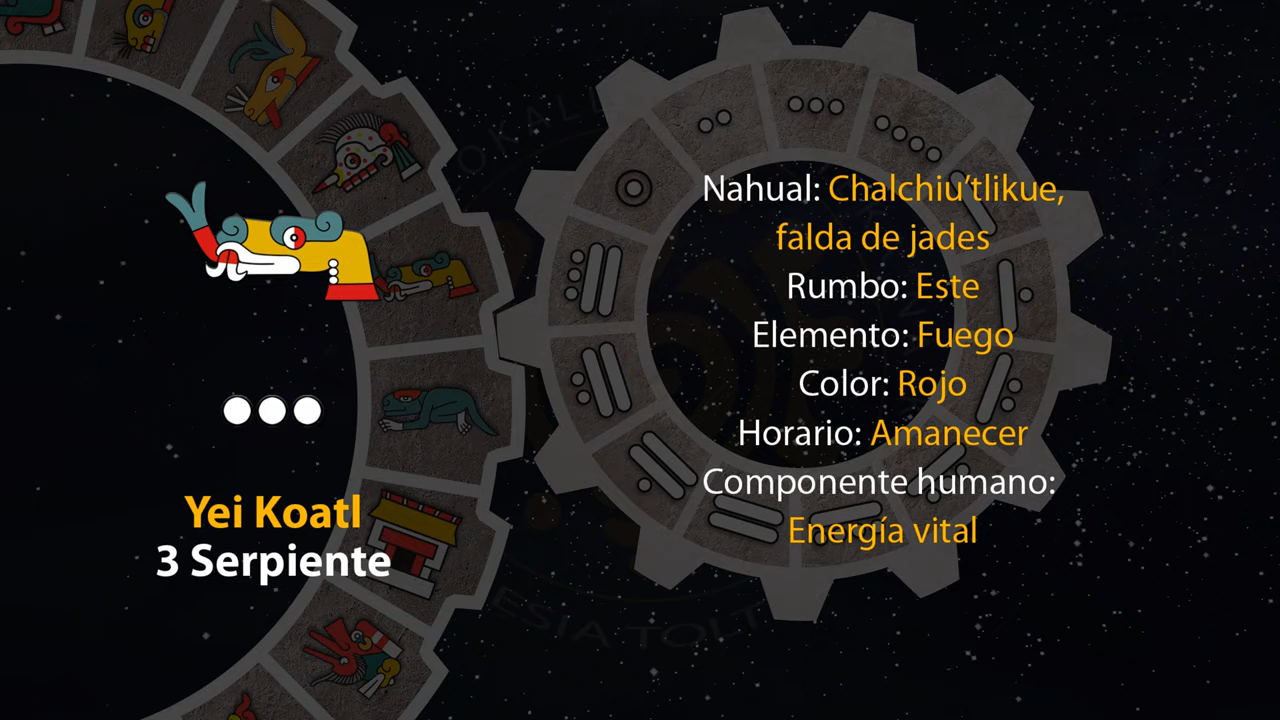 Yei Koatl
3 Serpiente
Nahual: Chalchiu’tlikue,
falda de jades
Rumbo: Este
Elemento: Fuego
Color: Rojo
Horario: Amanecer
Componente humano:
Energía vital